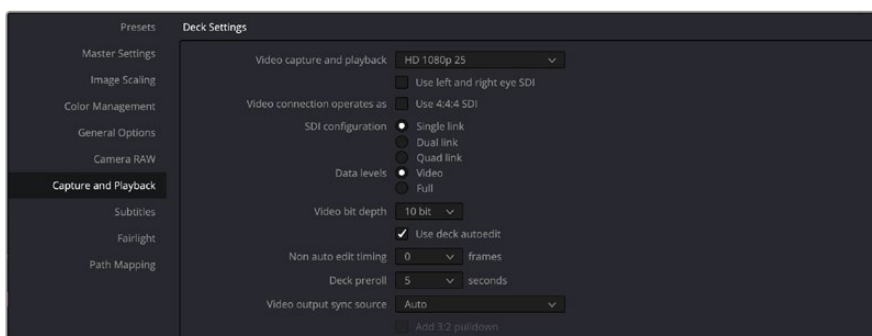 Presets
Master Settings
Image Scaling
Color Management
General Options
Camera RAW
Capture and Playback
Subtitles
Fairlight
Path Mapping
Deck Settings
Video capture and playback HD 1080p 25
Use left and right eye SDI
Video connection operates as Use 4:4:4 SDI
SDI configuration Single link
Dual link
Quad link
Data levels Video
Full
Video bit depth 10 bit
Use deck autoedit
Non auto edit timing 0 frames
Deck preroll 5 seconds
Video output sync source Auto
Add 3:2 pulldown